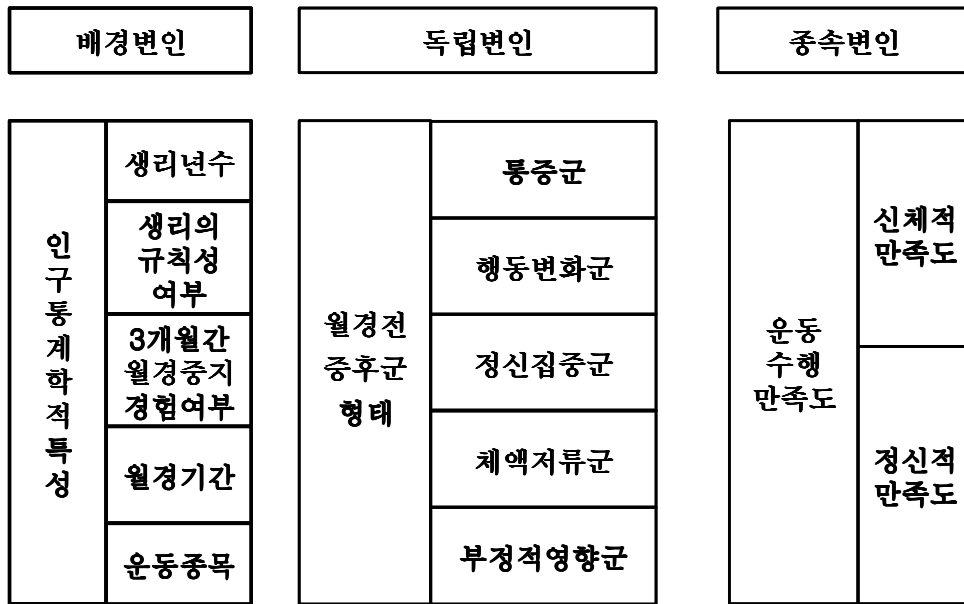 배경변인
독립변인
종속변인
인
구
통
계
학
적
특
성
생리년수
생리의
규칙성
여부
3개월간
월경중지
경험여부
월경기간
운동종목
월경전
증후군
형태
통증군
행동변화군
정신집중군
체액저류군
부정적영향군
운동
수행
만족도
신체적
만족도
정신적
만족도